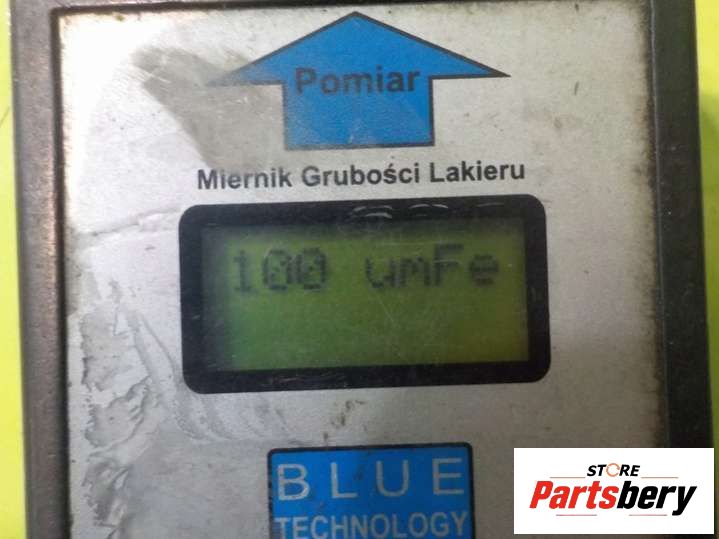 Pomiar
Miernik Grubości Lakieru
100 umFe
BLUE
TECHNOLOGY
STORE
Partsbery